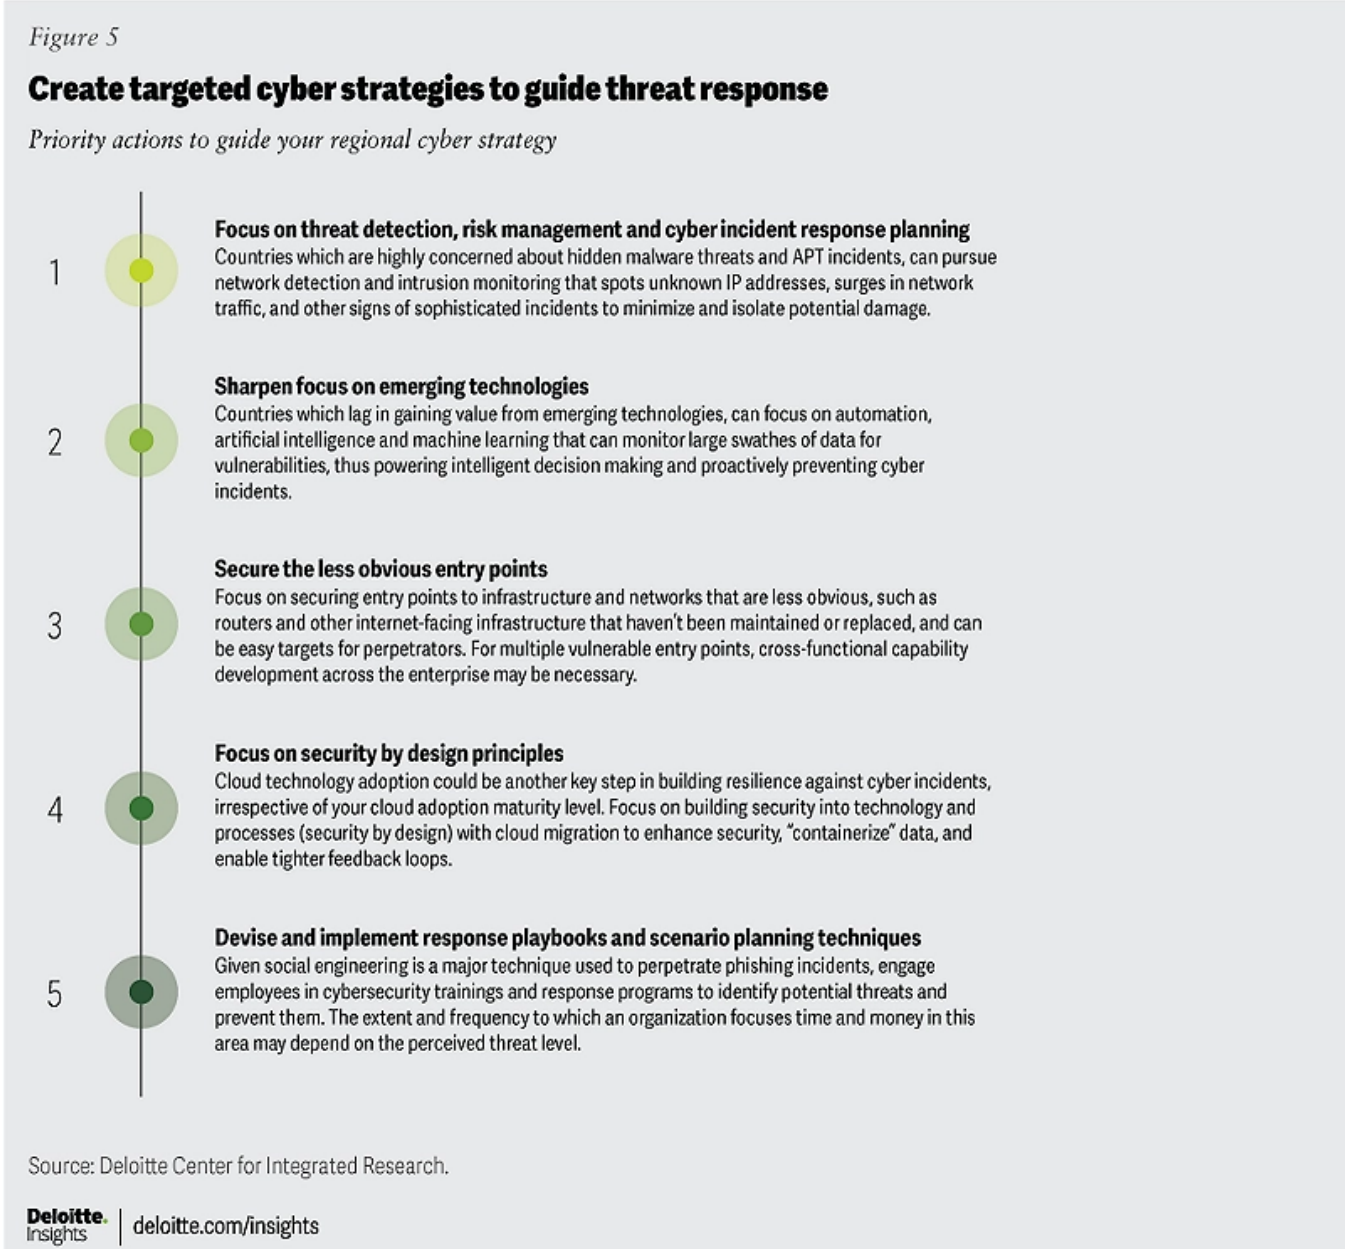 Figure 5
Create targeted cyber strategies to guide threat response
Priority actions to guide your regional cyber strategy
1
Focus on threat detection, risk management and cyber incident response planning
Countries which are highly concerned about hidden malware threats and APT incidents, can pursue
network detection and intrusion monitoring that spots unknown IP addresses, surges in network
traffic, and other signs of sophisticated incidents to minimize and isolate potential damage.
2
Sharpen focus on emerging technologies
Countries which lag in gaining value from emerging technologies, can focus on automation,
artificial intelligence and machine learning that can monitor large swathes of data for
vulnerabilities, thus powering intelligent decision making and proactively preventing cyber
incidents.
3
Secure the less obvious entry points
Focus on securing entry points to infrastructure and networks that are less obvious, such as
routers and other internet-facing infrastructure that haven't been maintained or replaced, and can
be easy targets for perpetrators. For multiple vulnerable entry points, cross-functional capability
development across the enterprise may be necessary.
4
Focus on security by design principles
Cloud technology adoption could be another key step in building resilience against cyber incidents,
irrespective of your cloud adoption maturity level. Focus on building security into technology and
processes (security by design) with cloud migration to enhance security, "containerize" data, and
enable tighter feedback loops.
5
Devise and implement response playbooks and scenario planning techniques
Given social engineering is a major technique used to perpetrate phishing incidents, engage
employees in cybersecurity trainings and response programs to identify potential threats and
prevent them. The extent and frequency to which an organization focuses time and money in this
area may depend on the perceived threat level.
Source: Deloitte Center for Integrated Research.
Deloitte.
Insights
deloitte.com/insights